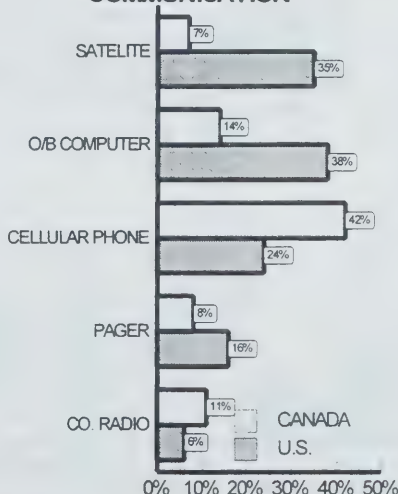 COMMUNICATION
7%
SATELITE
35%
14%
O/B COMPUTER
38%
42%
CELLULAR PHONE
24%
8%
PAGER
16%
11%
CO. RADIO
6%
CANADA
U.S.
0% 10% 20% 30% 40% 50%